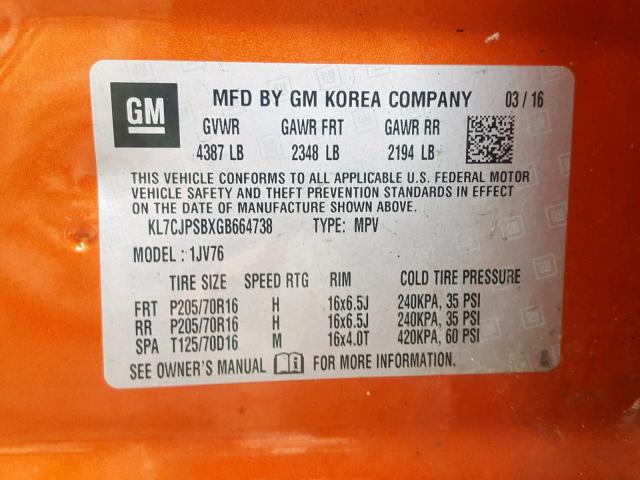 GM MFD BY GM KOREA COMPANY 03/16
GVWR GAWR FRT GAWR RR
4387 LB 2348 LB 2194 LB
THIS VEHICLE CONFORMS TO ALL APPLICABLE U.S. FEDERAL MOTOR
VEHICLE SAFETY AND THEFT PREVENTION STANDARDS IN EFFECT
ON THE DATE OF MANUFACTURE SHOWN ABOVE.
KL7CJPSBXGB664738 TYPE: MPV
MODEL : 1JV76
TIRE SIZE SPEED RTG RIM COLD TIRE PRESSURE
FRT P205/70R16 H 16x6.5J 240KPA, 35 PSI
RR P205/70R16 H 16x6.5J 240KPA, 35 PSI
SPA T125/70D16 M 16x4.0T 420KPA, 60 PSI
SEE OWNER'S MANUAL FOR MORE INFORMATION.